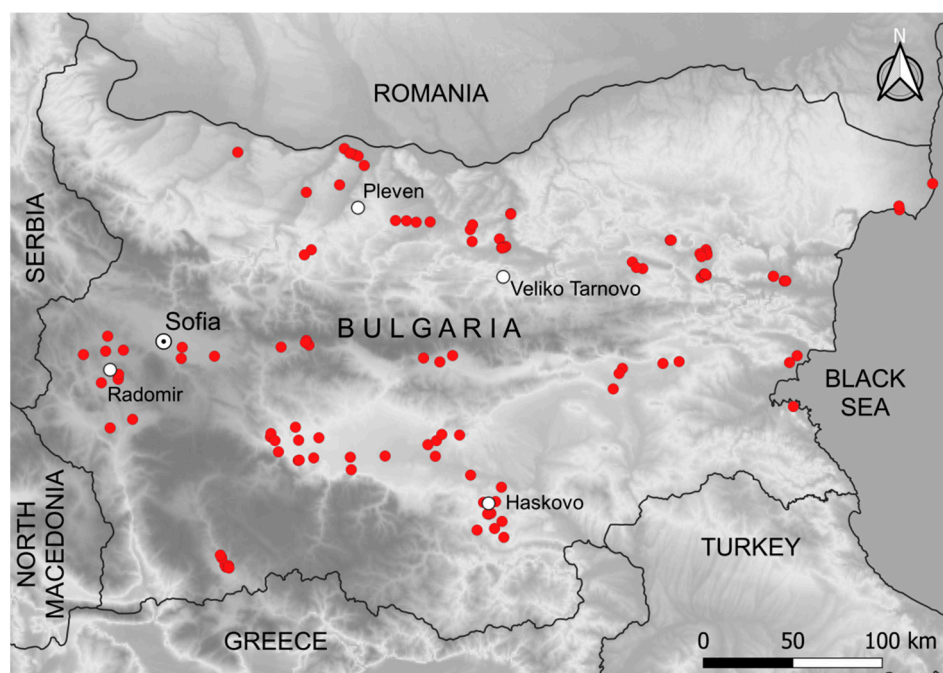 N
ROMANIA
Pleven
SERBIA
Veliko Tarnovo
Sofia
BULGARIA
Radomir
BLACK
SEA
NORTH
MACEDONIA
Haskovo
TURKEY
GREECE
0 50 100 km